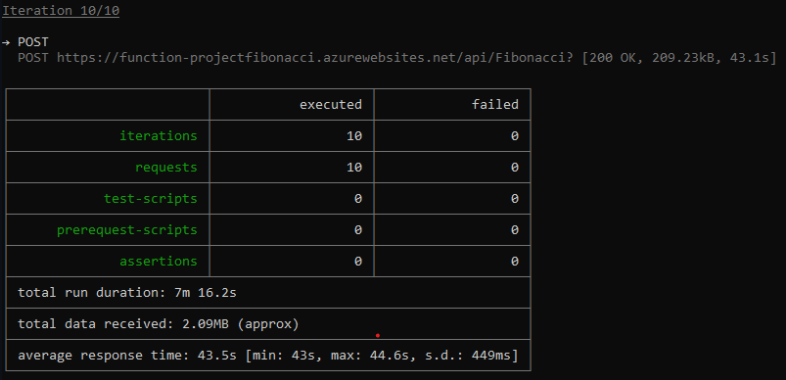 Iteration 10/10
→ POST
POST https://function-projectfibonacci.azurewebsites.net/api/Fibonacci? [200 OK, 209.23kB, 43.1s]
executed failed
iterations 10 0
requests 10 0
test-scripts 0 0
prerequest-scripts 0 0
assertions 0 0
total run duration: 7m 16.2s
total data received: 2.09MB (approx)
average response time: 43.5s [min: 43s, max: 44.6s, s.d.: 449ms]